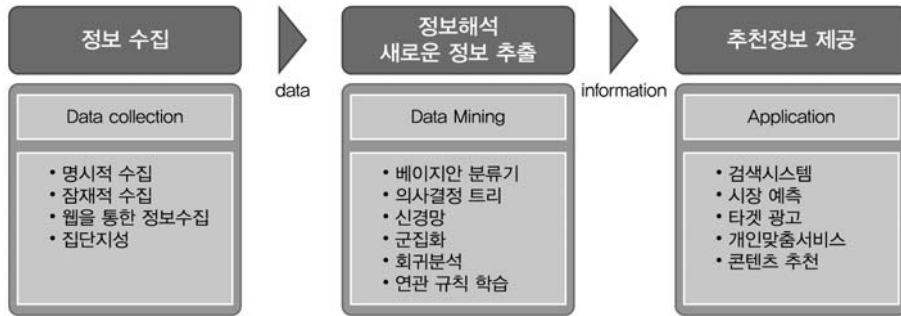 정보 수집
data
정보해석
새로운 정보 추출
information
추천정보 제공
Data collection
• 명시적 수집
• 잠재적 수집
• 웹을 통한 정보수집
• 집단지성
Data Mining
• 베이지안 분류기
• 의사결정 트리
• 신경망
• 군집화
• 회귀분석
• 연관 규칙 학습
Application
• 검색시스템
• 시장 예측
• 타겟 광고
• 개인맞춤서비스
• 콘텐츠 추천